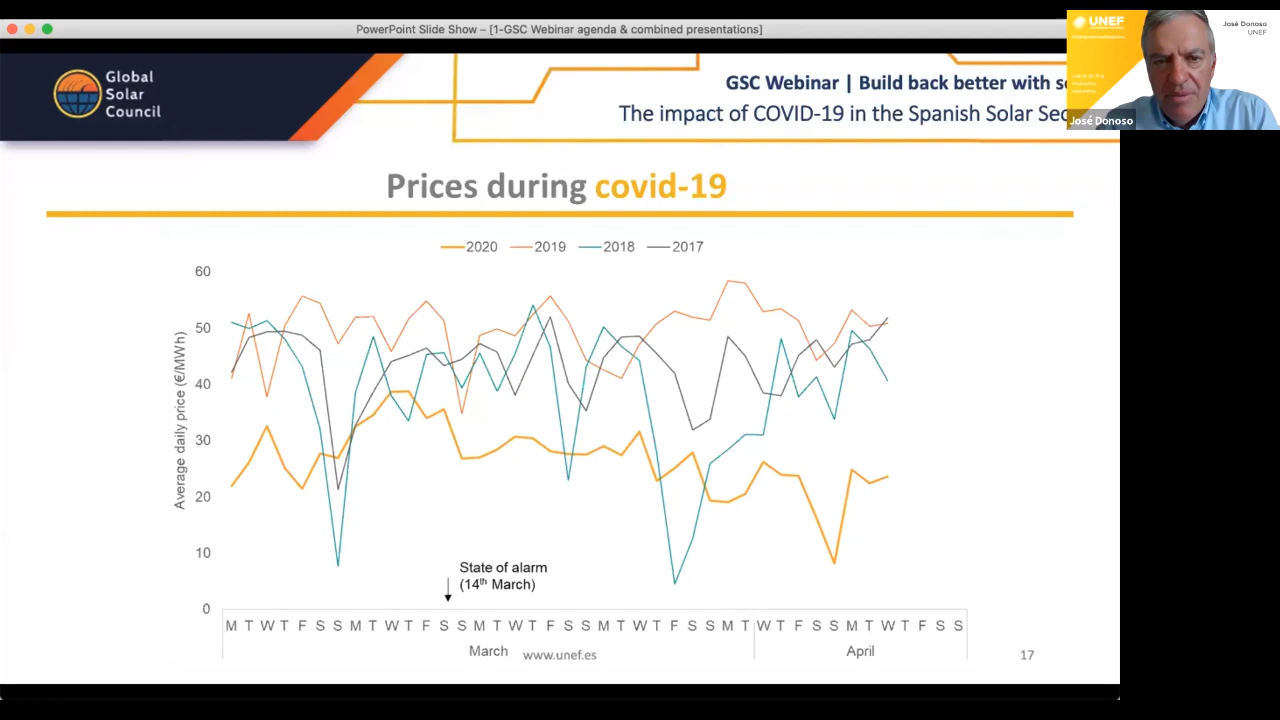 PowerPoint Slide Show – [1-GSC Webinar agenda & combined presentations]
UNEF
José Donoso
UNEF
José Donoso
Global
Solar
Council
GSC Webinar | Build back better with s
The impact of COVID-19 in the Spanish Solar Sec
Prices during covid-19
2020 2019 2018 2017
Average daily price (€/MWh)
60
50
40
30
20
10
0
State of alarm
(14th March)
M T W T F S S M T W T F S S M T W T F S S M T W T F S S M T W T F S S M T W T F S S
March April
www.unef.es
17